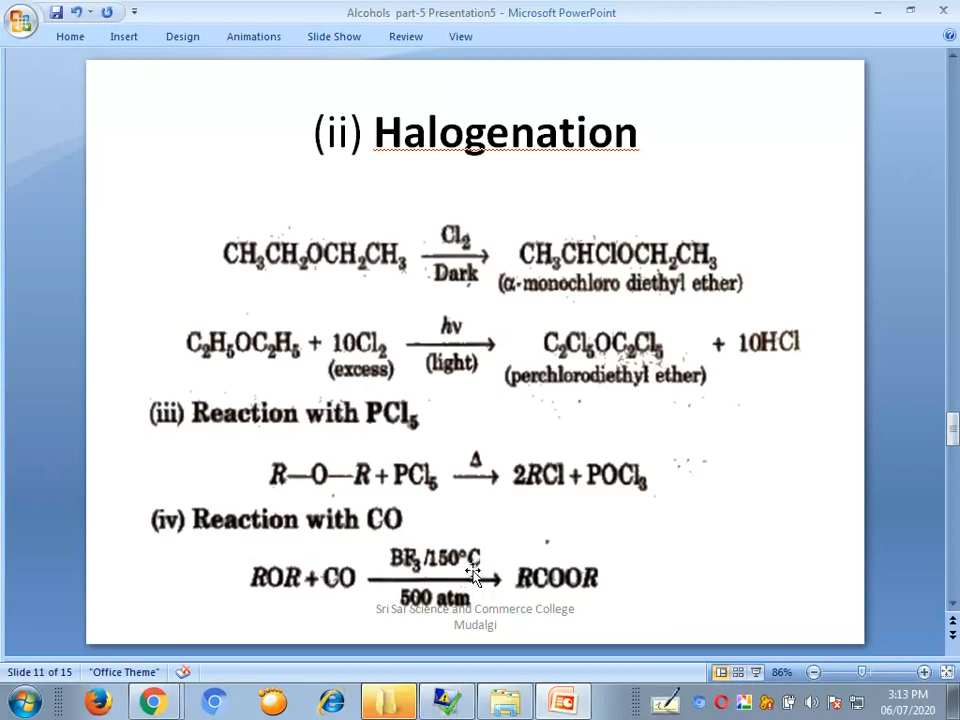 Alcohols part-5 Presentation5 - Microsoft PowerPoint
Home Insert Design Animations Slide Show Review View
(ii) Halogenation
Cl₂
CH₃CH₂OCH₂CH₃ ⟶ CH₃CHClOCH₂CH₃
Dark (α-monochloro diethyl ether)
hν
C₂H₅OC₂H₅ + 10Cl₂ ⟶ C₂Cl₅OC₂Cl₅ + 10HCl
(excess) (light) (perchlorodiethyl ether)
(iii) Reaction with PCl₅
Δ
R—O—R + PCl₅ ⟶ 2RCl + POCl₃
(iv) Reaction with CO
BF₃/150°C
ROR + CO ⟶ RCOOR
500 atm
Sri Sai Science and Commerce College
Mudalgi
Slide 11 of 15 "Office Theme" 86%
3:13 PM
06/07/2020